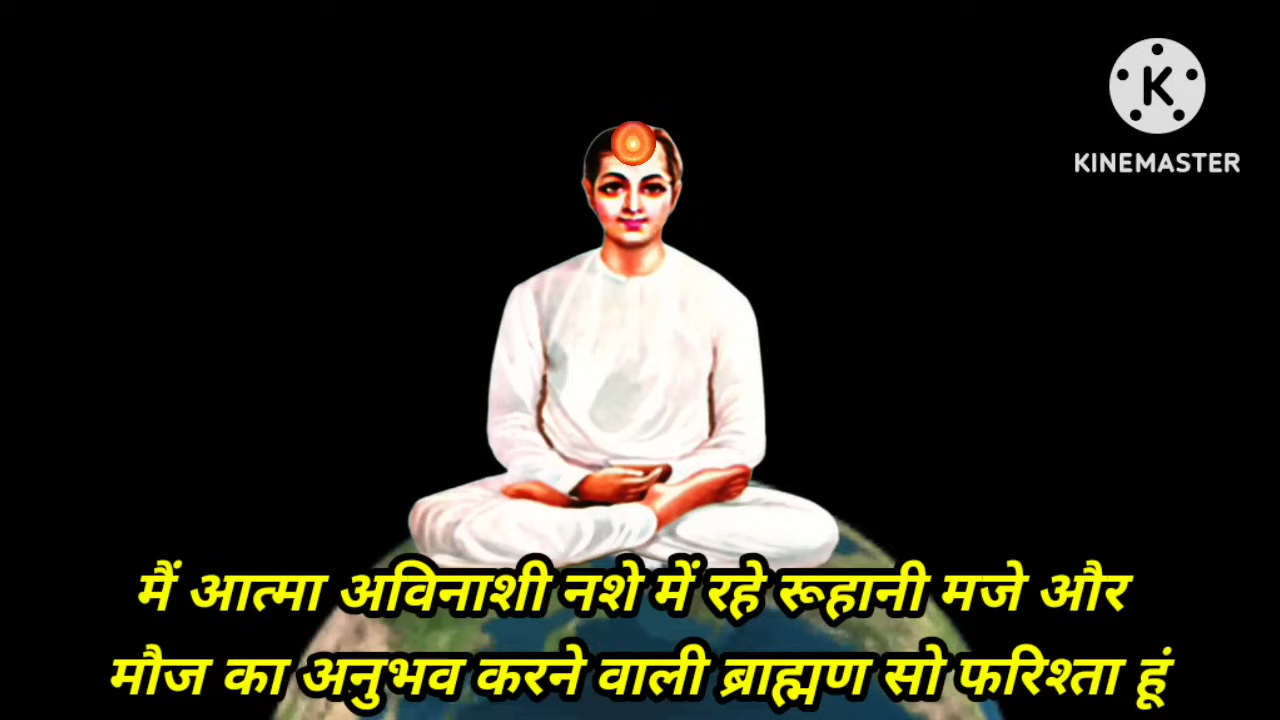 K
KINEMASTER
मैं आत्मा अविनाशी नशे में रहे रूहानी मजे और
मौज का अनुभव करने वाली ब्राह्मण सो फरिश्ता हूं